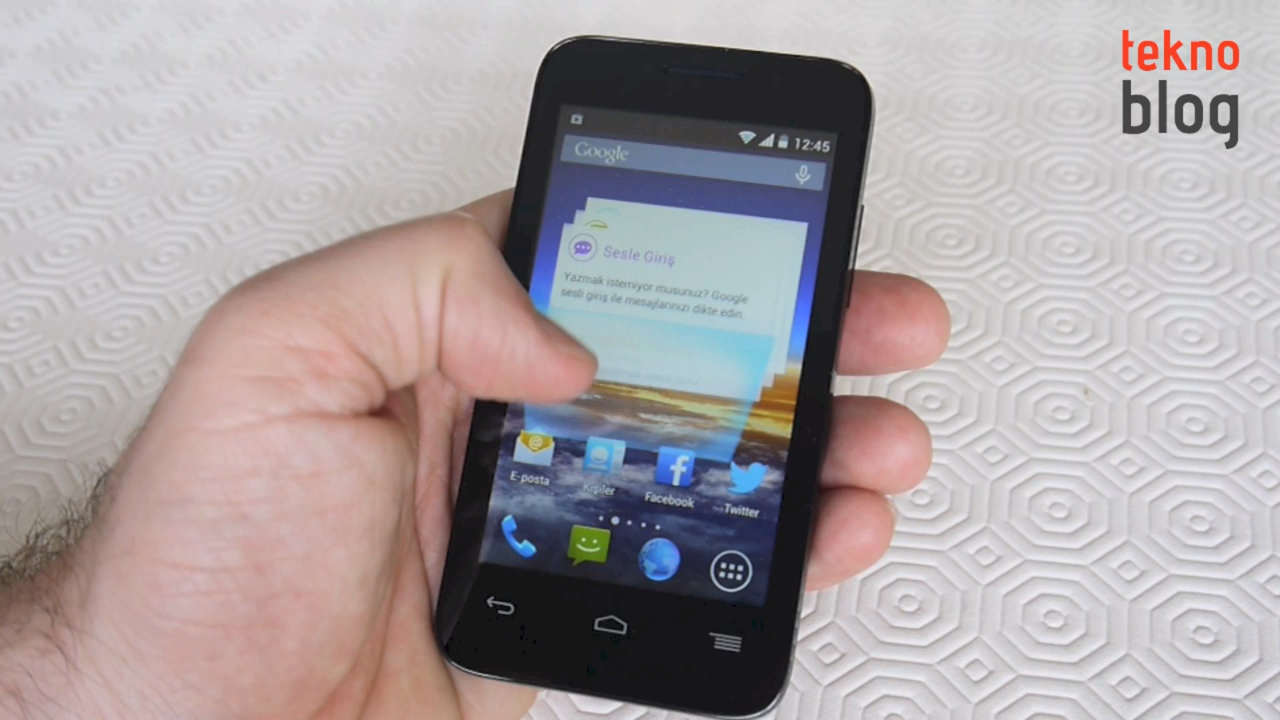 tekno
blog
12:45
Google
Sesle Giriş
Yazmak istemiyor musunuz? Google
sesli giriş ile mesajlarınızı dikte edin.
E-posta
Kişiler
Facebook
Twitter